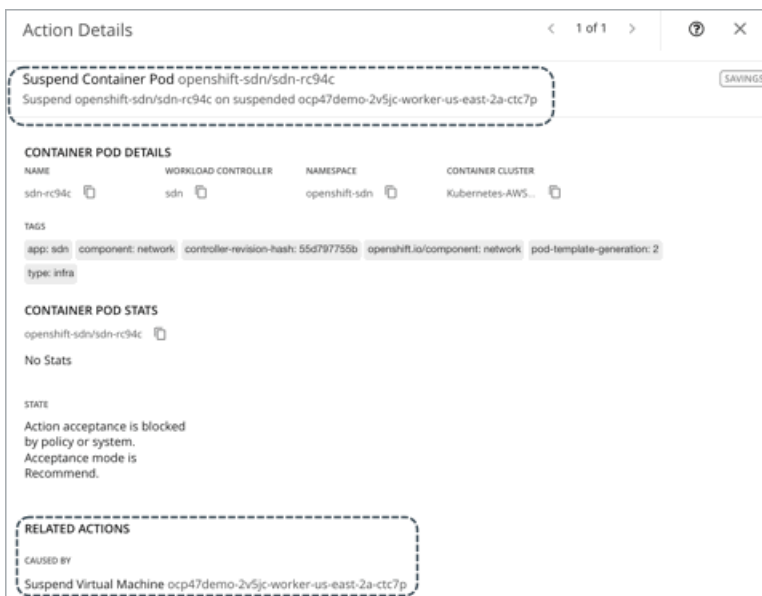 Action Details
1 of 1
Suspend Container Pod openshift-sdn/sdn-rc94c
SAVINGS
Suspend openshift-sdn/sdn-rc94c on suspended ocp47demo-2v5jc-worker-us-east-2a-ctc7p
CONTAINER POD DETAILS
NAME WORKLOAD CONTROLLER NAMESPACE CONTAINER CLUSTER
sdn-rc94c sdn openshift-sdn Kubernetes-AWS...
TAGS
app: sdn component: network controller-revision-hash: 55d797755b openshift.io/component: network pod-template-generation: 2
type: infra
CONTAINER POD STATS
openshift-sdn/sdn-rc94c
No Stats
STATE
Action acceptance is blocked
by policy or system.
Acceptance mode is
Recommend.
RELATED ACTIONS
CAUSED BY
Suspend Virtual Machine ocp47demo-2v5jc-worker-us-east-2a-ctc7p